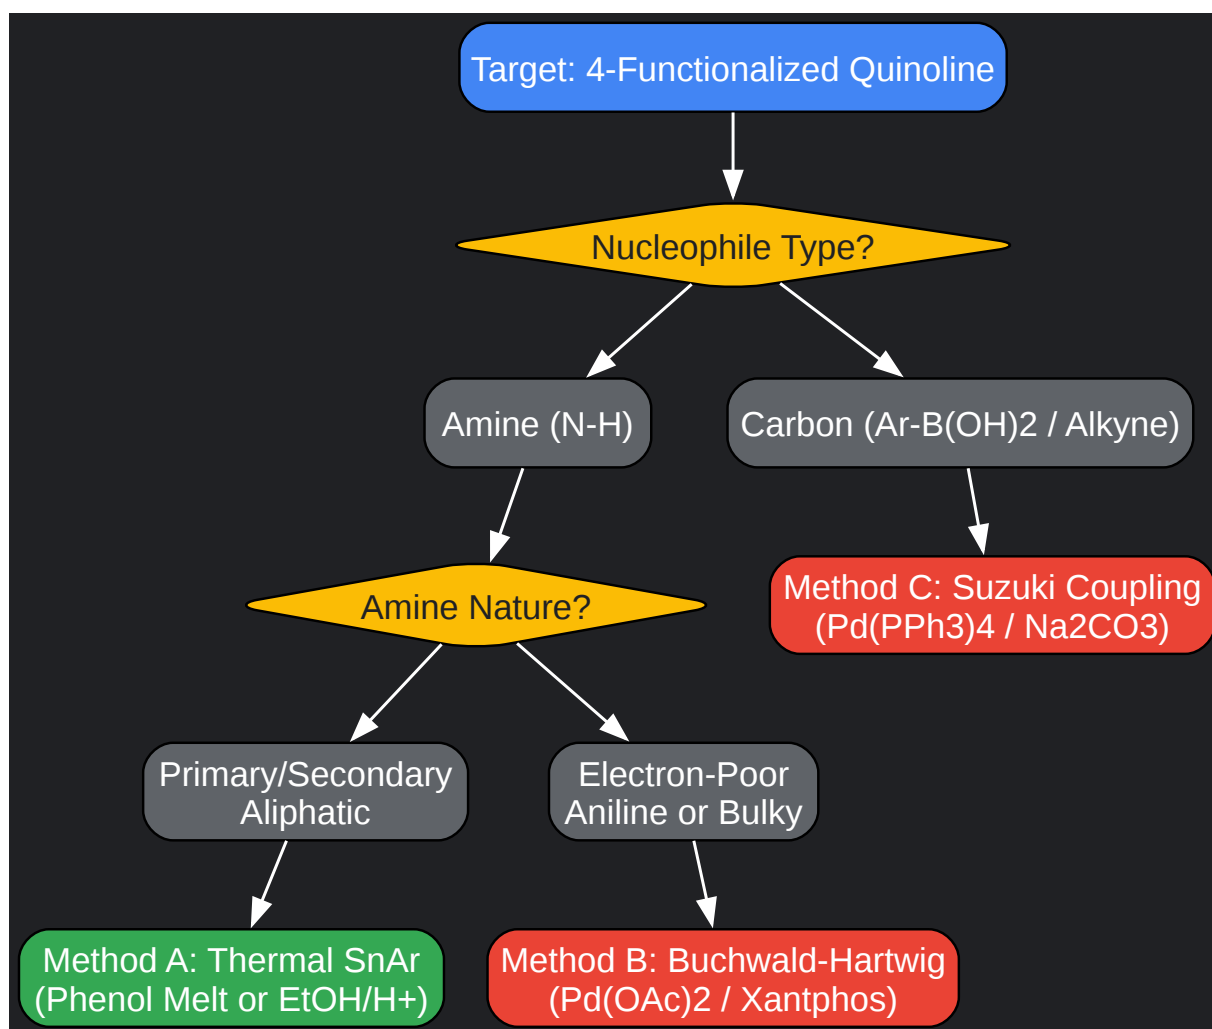 Target: 4-Functionalized Quinoline
Nucleophile Type?
Amine (N-H)
Carbon (Ar-B(OH)2 / Alkyne)
Amine Nature?
Method C: Suzuki Coupling
(Pd(PPh3)4 / Na2CO3)
Primary/Secondary
Aliphatic
Electron-Poor
Aniline or Bulky
Method A: Thermal SnAr
(Phenol Melt or EtOH/H+)
Method B: Buchwald-Hartwig
(Pd(OAc)2 / Xantphos)